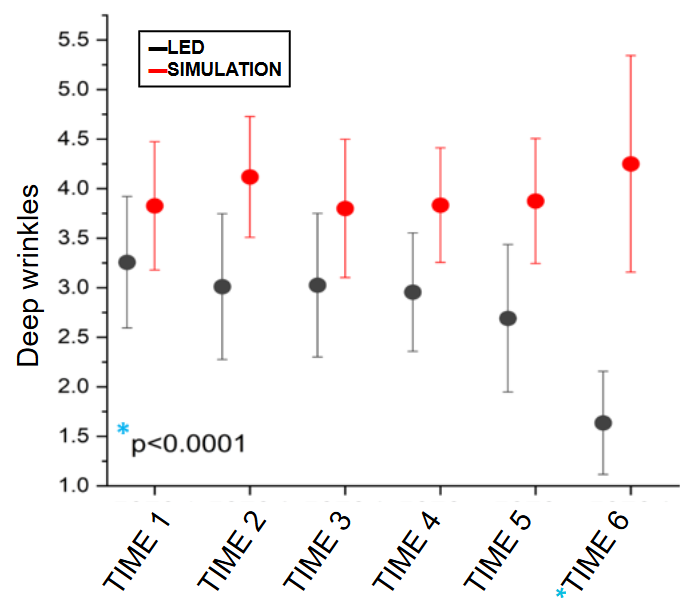 5.5
LED
SIMULATION
5.0
4.5
4.0
3.5
3.0
2.5
2.0
1.5
1.0
Deep wrinkles
* p<0.0001
TIME 1
TIME 2
TIME 3
TIME 4
TIME 5
*TIME 6